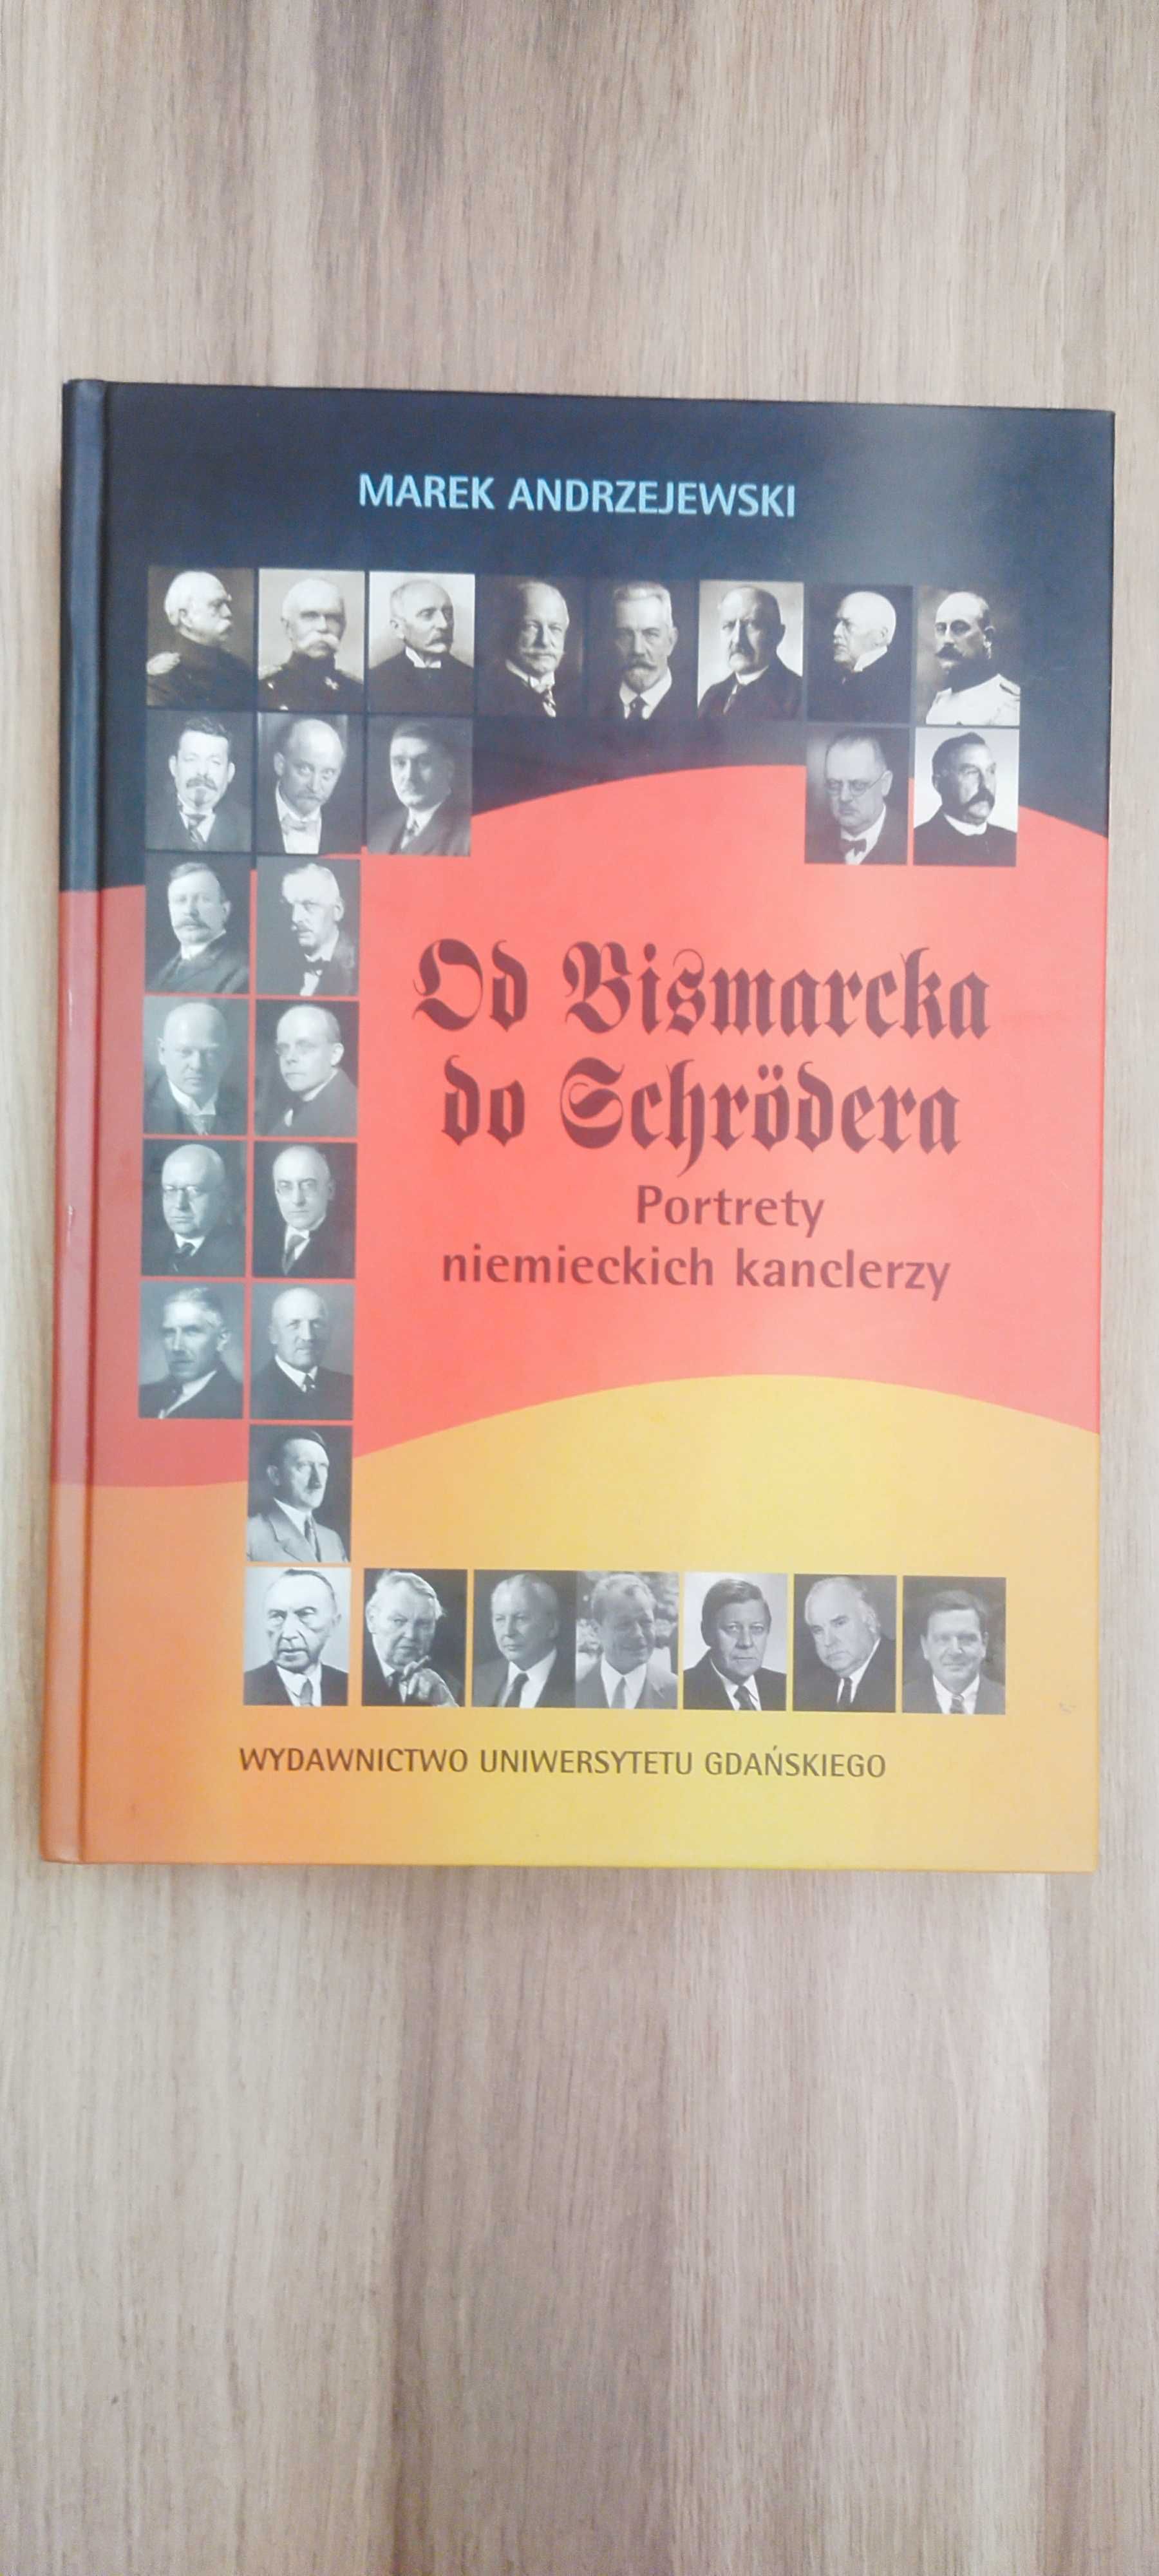 MAREK ANDRZEJEWSKI
Od Bismarcka
do Schrödera
Portrety
niemieckich kanclerzy
WYDAWNICTWO UNIWERSYTETU GDAŃSKIEGO